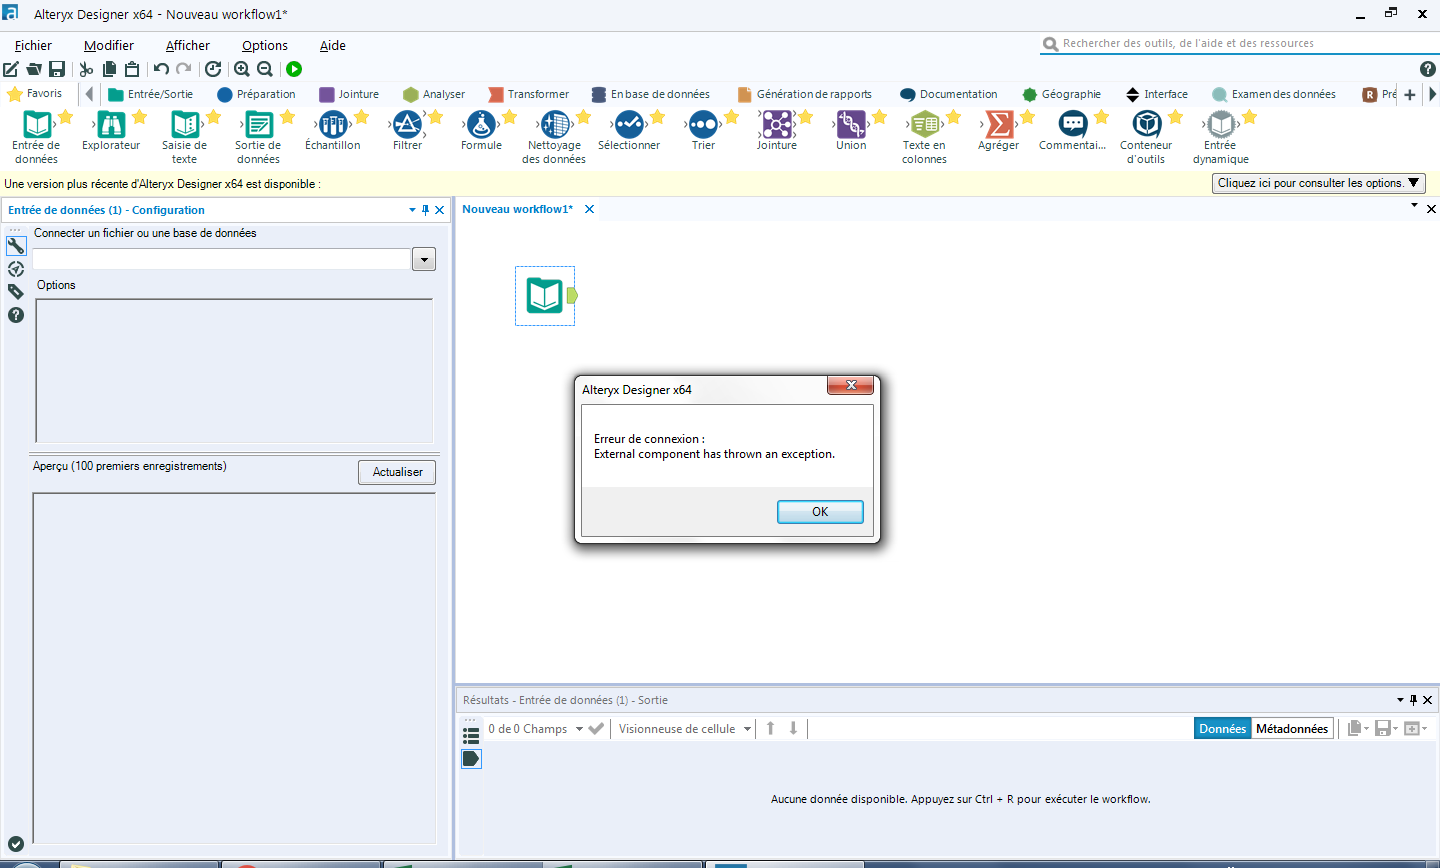 Alteryx Designer x64 - Nouveau workflow1*
Fichier Modifier Afficher Options Aide
Rechercher des outils, de l'aide et des ressources
Favoris Entrée/Sortie Préparation Jointure Analyser Transformer En base de données Génération de rapports Documentation Géographie Interface Examen des données R Pré
Entrée de données
Explorateur
Saisie de texte
Sortie de données
Échantillon
Filtrer
Formule
Nettoyage des données
Sélectionner
Trier
Jointure
Union
Texte en colonnes
Agréger
Commentai...
Conteneur d'outils
Entrée dynamique
Une version plus récente d'Alteryx Designer x64 est disponible :
Cliquez ici pour consulter les options.
Entrée de données (1) - Configuration
Connecter un fichier ou une base de données
Options
Aperçu (100 premiers enregistrements)
Actualiser
Nouveau workflow1*
Alteryx Designer x64
Erreur de connexion :
External component has thrown an exception.
OK
Résultats - Entrée de données (1) - Sortie
0 de 0 Champs Visionneuse de cellule Données Métadonnées
Aucune donnée disponible. Appuyez sur Ctrl + R pour exécuter le workflow.